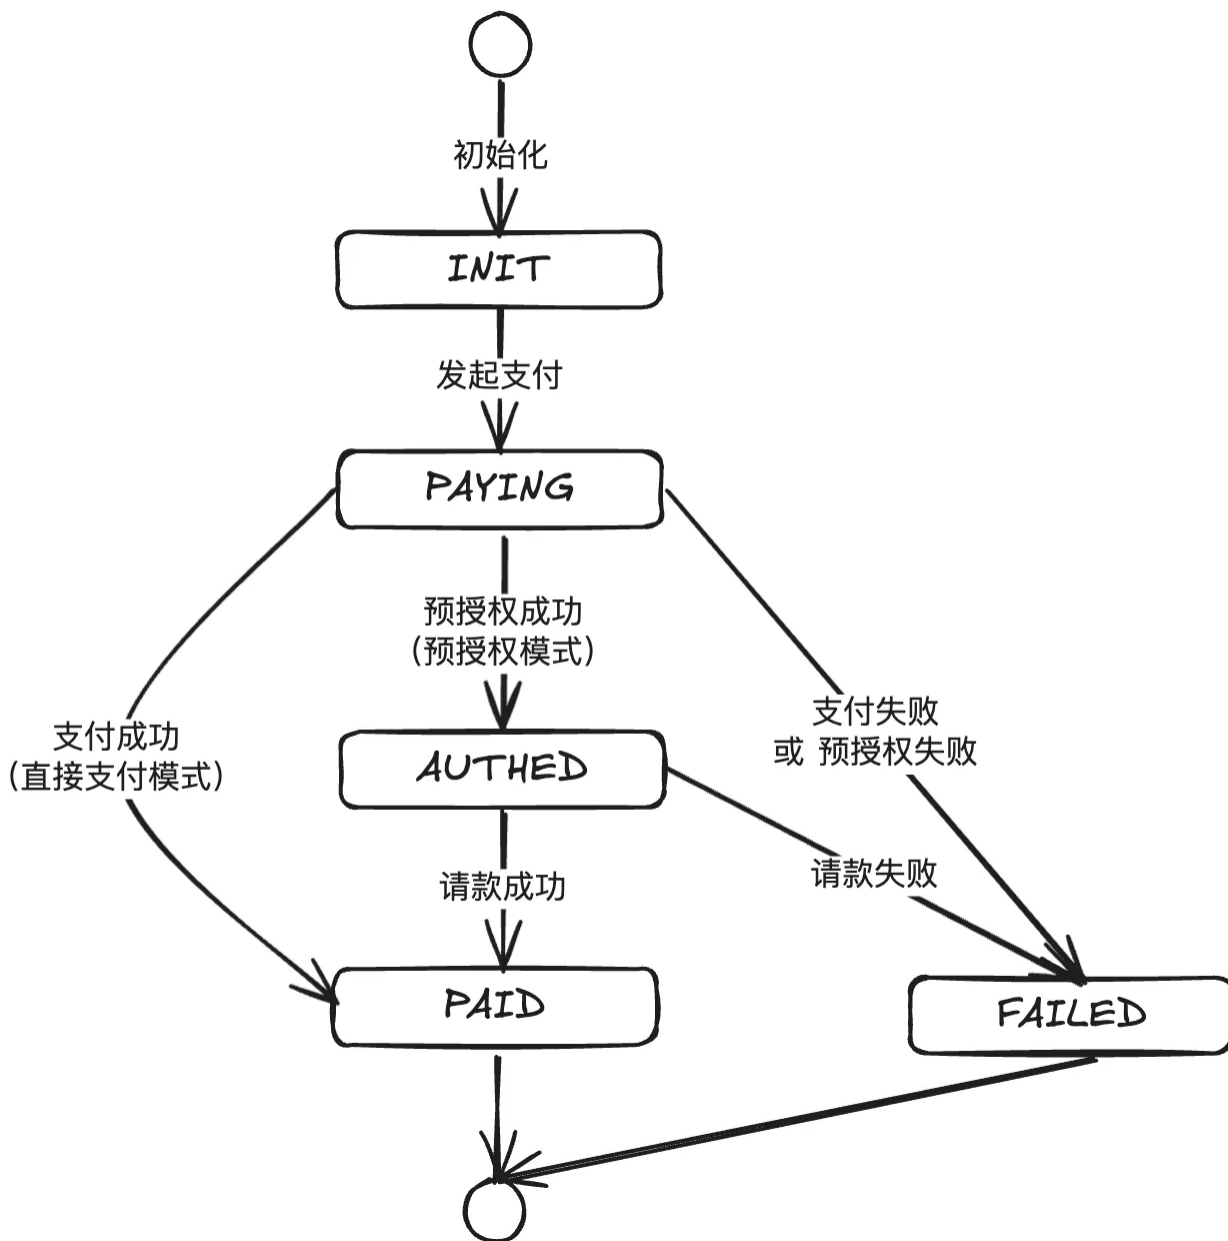 初始化
INIT
发起支付
PAYING
预授权成功
（预授权模式）
支付成功
（直接支付模式）
支付失败
或 预授权失败
AUTHED
请款成功
请款失败
PAID
FAILED